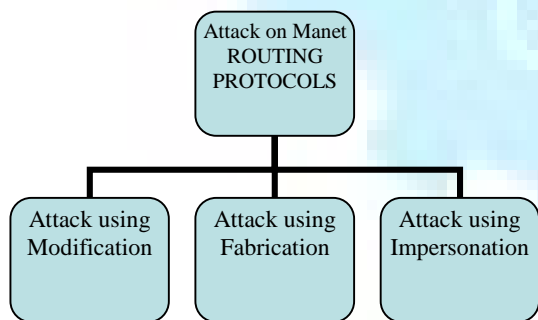 Attack on Manet
ROUTING
PROTOCOLS
Attack using
Modification
Attack using
Fabrication
Attack using
Impersonation